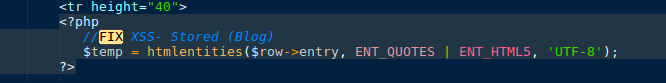 <tr height="40">
<?php
//FIX XSS- Stored (Blog)
$temp = htmlentities($row->entry, ENT_QUOTES | ENT_HTML5, 'UTF-8');
?>